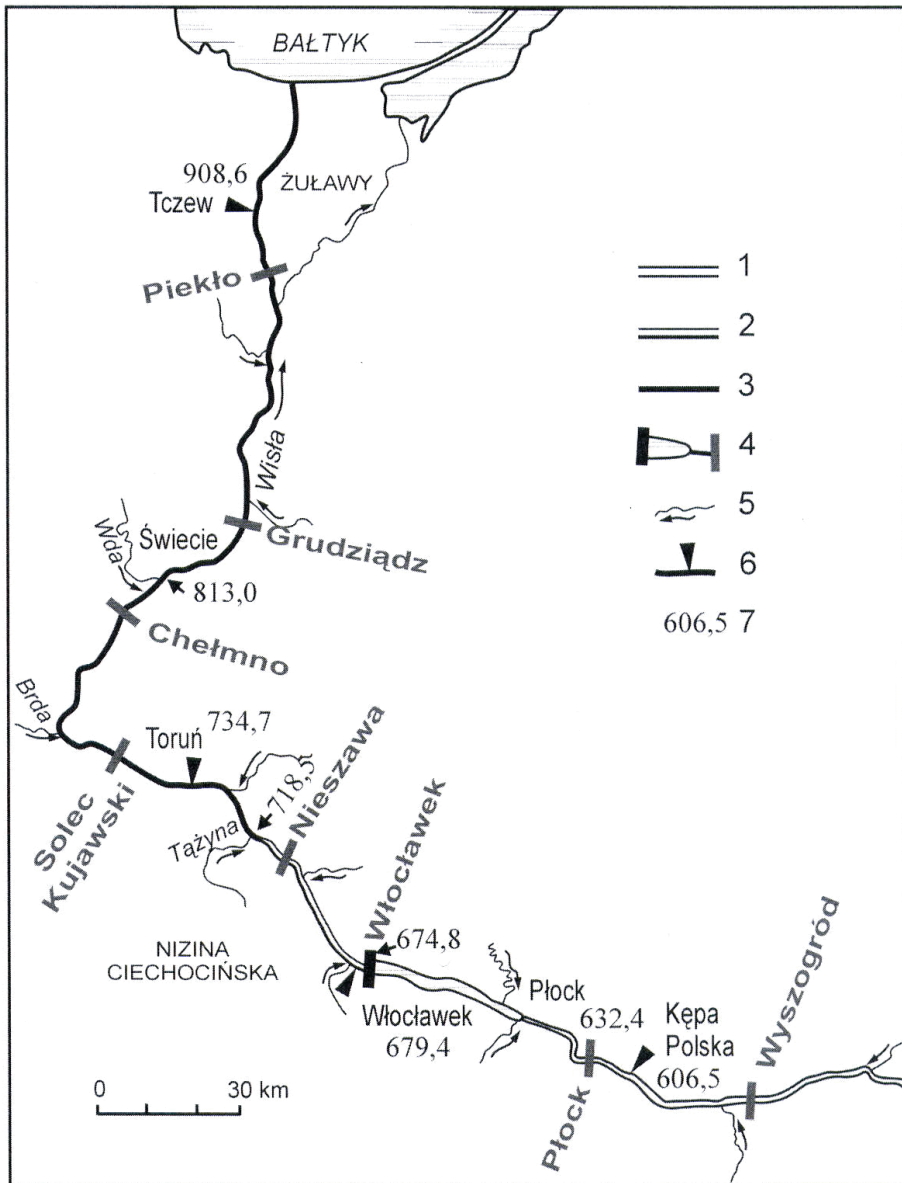 BAŁTYK
908,6
Tczew
ŻUŁAWY
Piekło
1
2
3
4
5
6
606,5 7
Wisła
Grudziądz
Świecie
Wda
813,0
Chełmno
Brda
Toruń
734,7
Solec
Kujawski
718,5
Nieszawa
Tążyna
Włocławek
674,8
NIZINA
CIECHOCIŃSKA
Włocławek
679,4
Płock
632,4
Kępa
Polska
606,5
Wyszogród
Płock
0 30 km